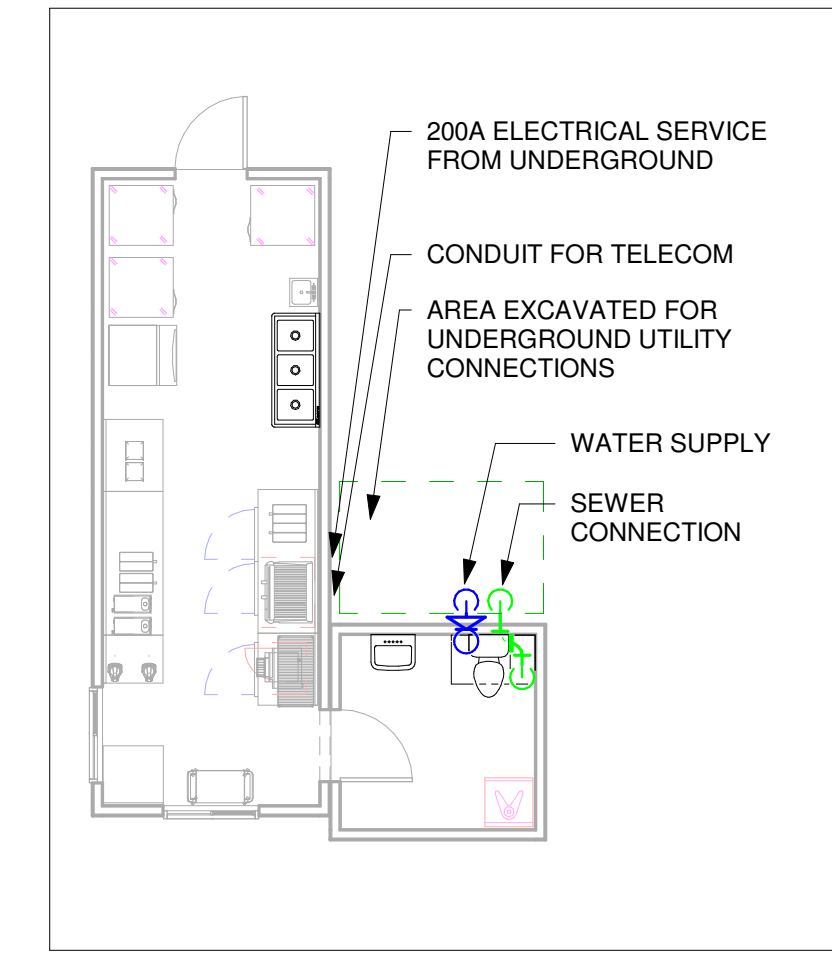 200A ELECTRICAL SERVICE
FROM UNDERGROUND
CONDUIT FOR TELECOM
AREA EXCAVATED FOR
UNDERGROUND UTILITY
CONNECTIONS
WATER SUPPLY
SEWER
CONNECTION